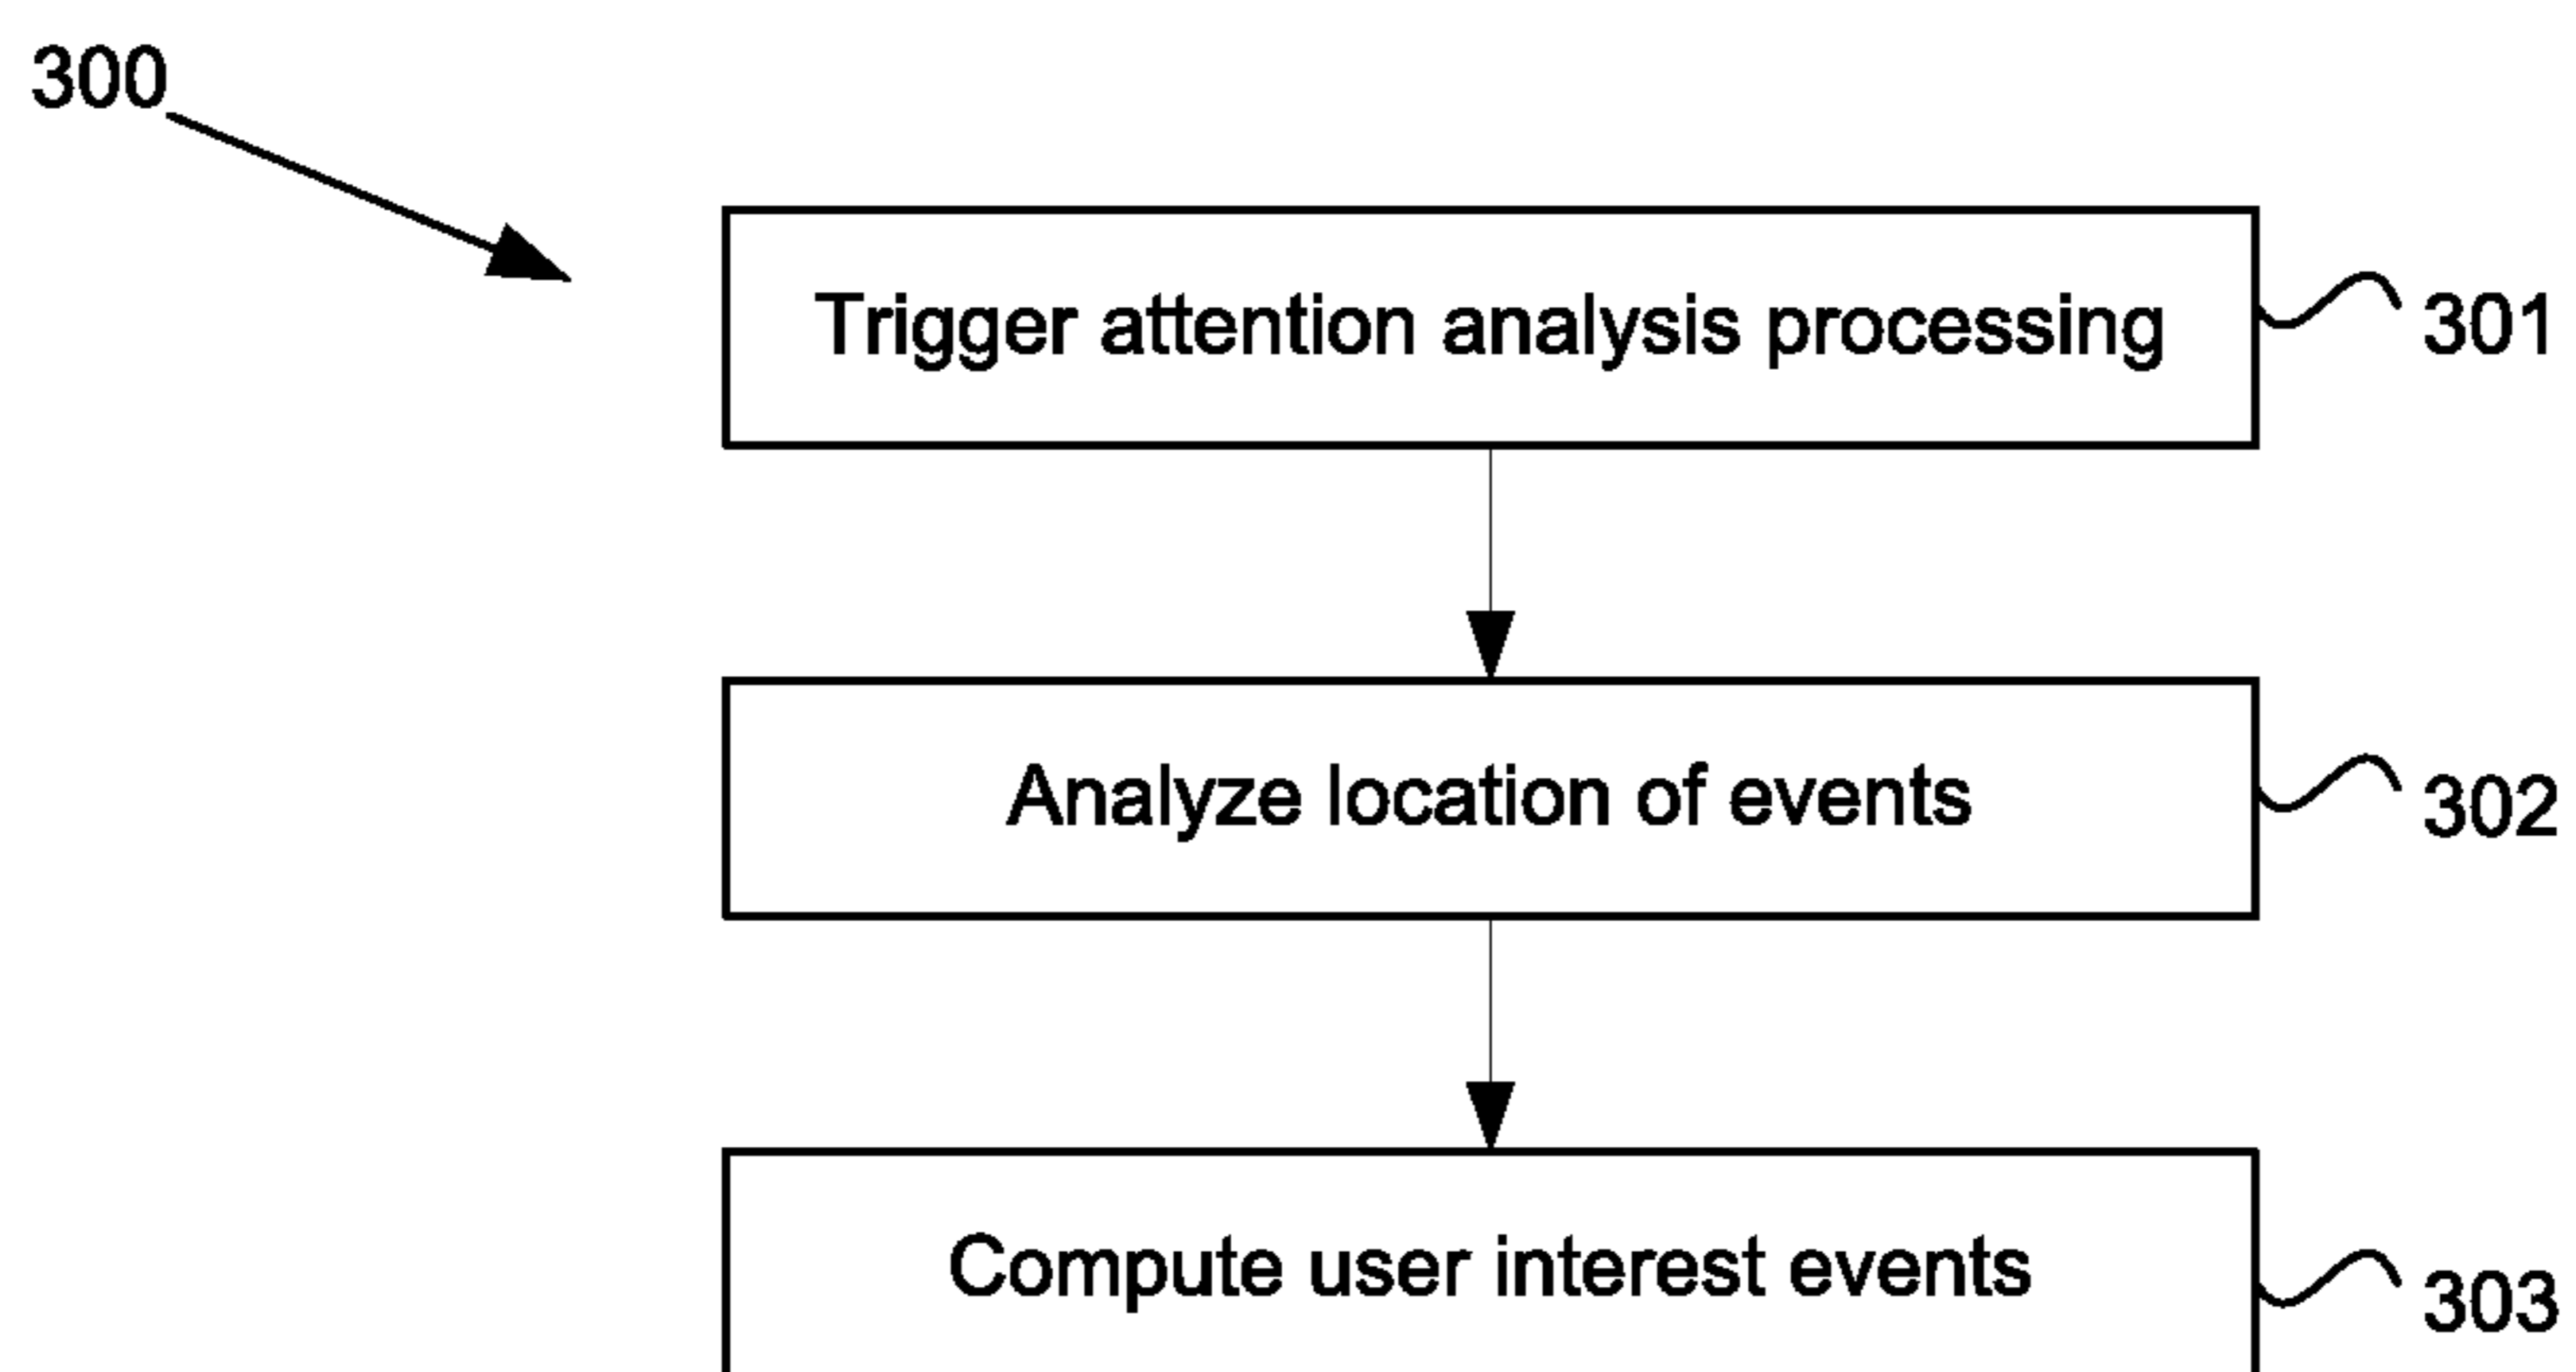 300
Trigger attention analysis processing
301
Analyze location of events
302
Compute user interest events
303